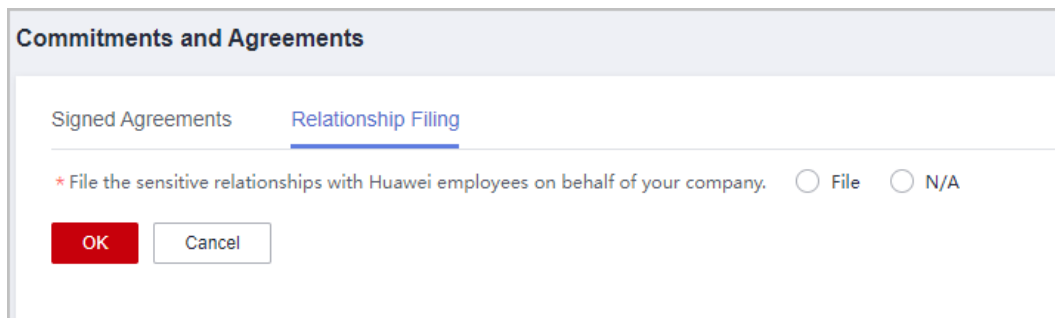 Commitments and Agreements
Signed Agreements Relationship Filing
* File the sensitive relationships with Huawei employees on behalf of your company. File N/A
OK Cancel